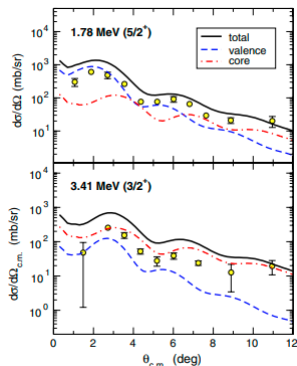 1.78 MeV (5/2⁺)
total
valence
core
dσ/dΩ (mb/sr)
10⁴
10³
10²
10¹
3.41 MeV (3/2⁺)
dσ/dΩc.m. (mb/sr)
10⁴
10³
10²
10¹
10⁰
0 2 4 6 8 10 12
θc.m. (deg)